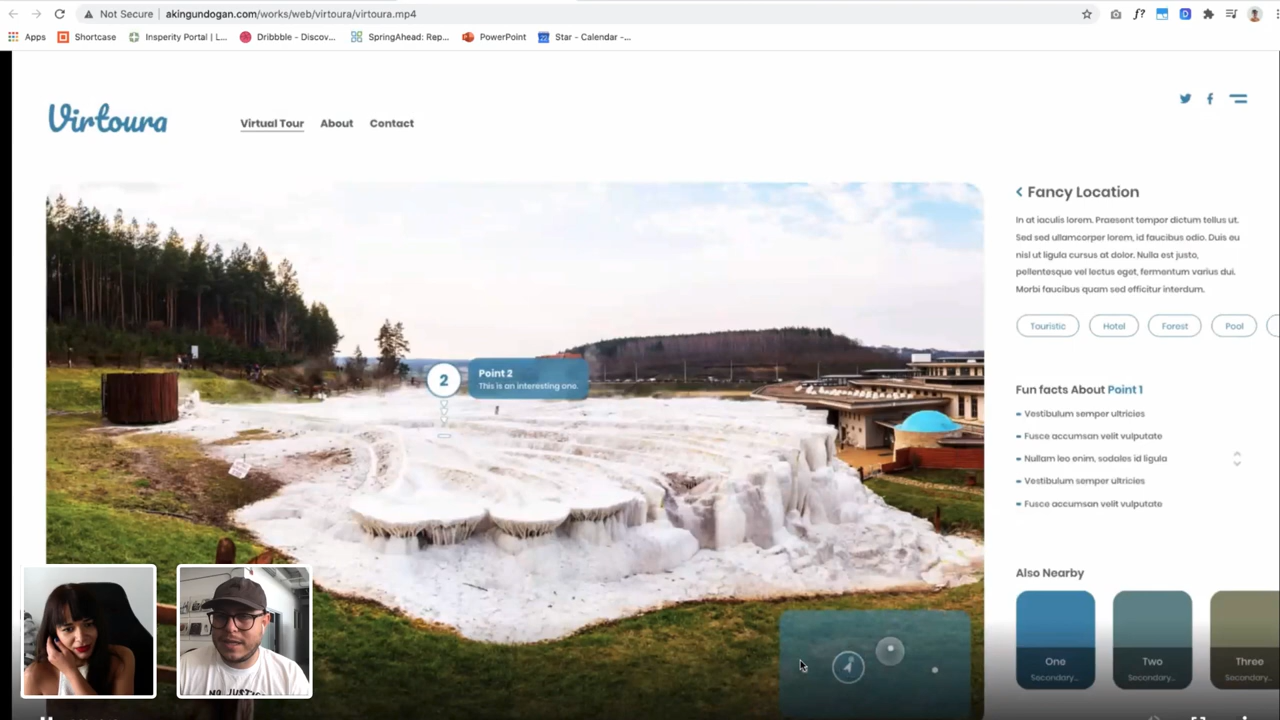 Not Secure | akingundogan.com/works/web/virtoura/virtoura.mp4
Apps Shortcase Insperity Portal | L... Dribbble - Discov... SpringAhead: Rep... PowerPoint Star - Calendar -...
Virtoura
Virtual Tour About Contact
2
Point 2
This is an interesting one.
Fancy Location
In at iaculis lorem. Praesent tempor dictum tellus ut.
Sed sed ullamcorper lorem, id faucibus odio. Duis eu
nisl ut ligula cursus at dolor. Nulla est justo,
pellentesque vel lectus eget, fermentum varius dui.
Morbi faucibus quam sed efficitur interdum.
Touristic Hotel Forest Pool
Fun facts About Point 1
Vestibulum semper ultricies
Fusce accumsan velit vulputate
Nullam leo enim, sodales id ligula
Vestibulum semper ultricies
Fusce accumsan velit vulputate
Also Nearby
One
Secondary...
Two
Secondary...
Three
Secondary...